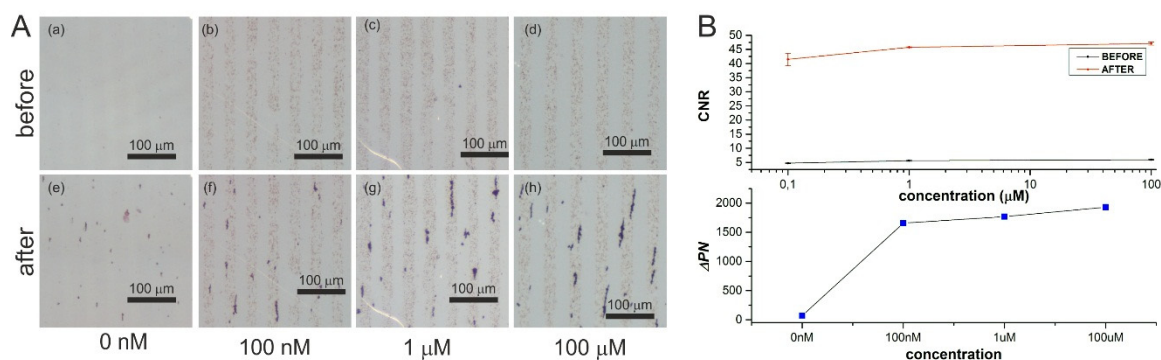 A
before
(a)
(b)
(c)
(d)
100 μm
100 μm
100 μm
100 μm
after
(e)
(f)
(g)
(h)
100 μm
100 μm
100 μm
100 μm
0 nM
100 nM
1 μM
100 μM
B
CNR
50
45
40
35
30
25
20
15
10
5
BEFORE
AFTER
0,1
1
10
100
concentration (μM)
ΔPN
2000
1500
1000
500
0
0nM
100nM
1uM
100uM
concentration